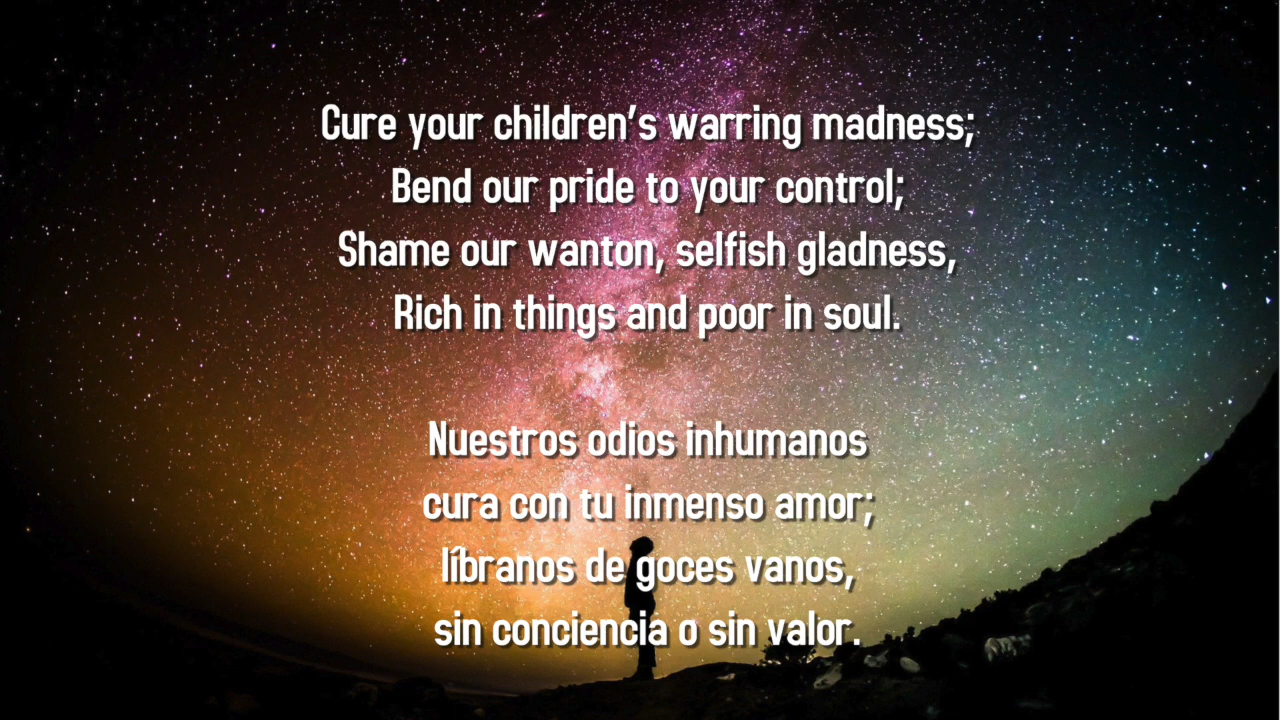 Cure your children's warring madness;
Bend our pride to your control;
Shame our wanton, selfish gladness,
Rich in things and poor in soul.
Nuestros odios inhumanos
cura con tu inmenso amor;
líbranos de goces vanos,
sin conciencia o sin valor.